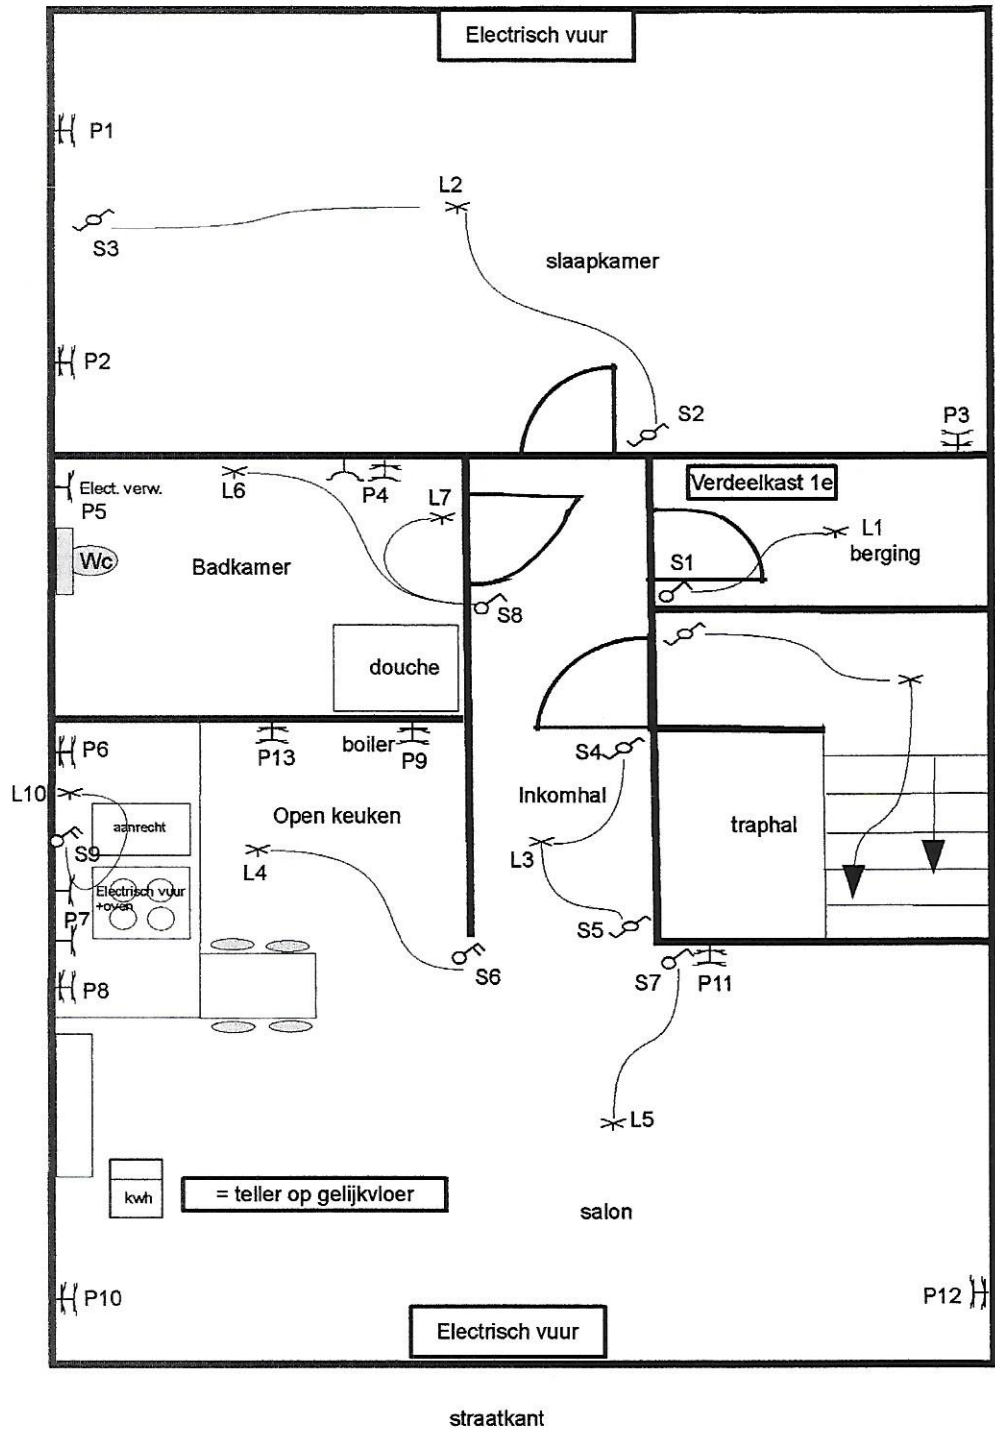 Electrisch vuur
P1
L2
S3
slaapkamer
P2
S2
P3
Elect. verw.
P5
L6
P4
L7
Verdeelkast 1e
Wc
Badkamer
S8
S1
L1
berging
douche
P6
P13
boiler
P9
S4
L10
aanrecht
Open keuken
Inkomhal
traphal
S9
L4
L3
Electrisch vuur
+oven
P7
S5
S6
S7
P11
P8
L5
kwh
= teller op gelijkvloer
salon
P10
P12
Electrisch vuur
straatkant